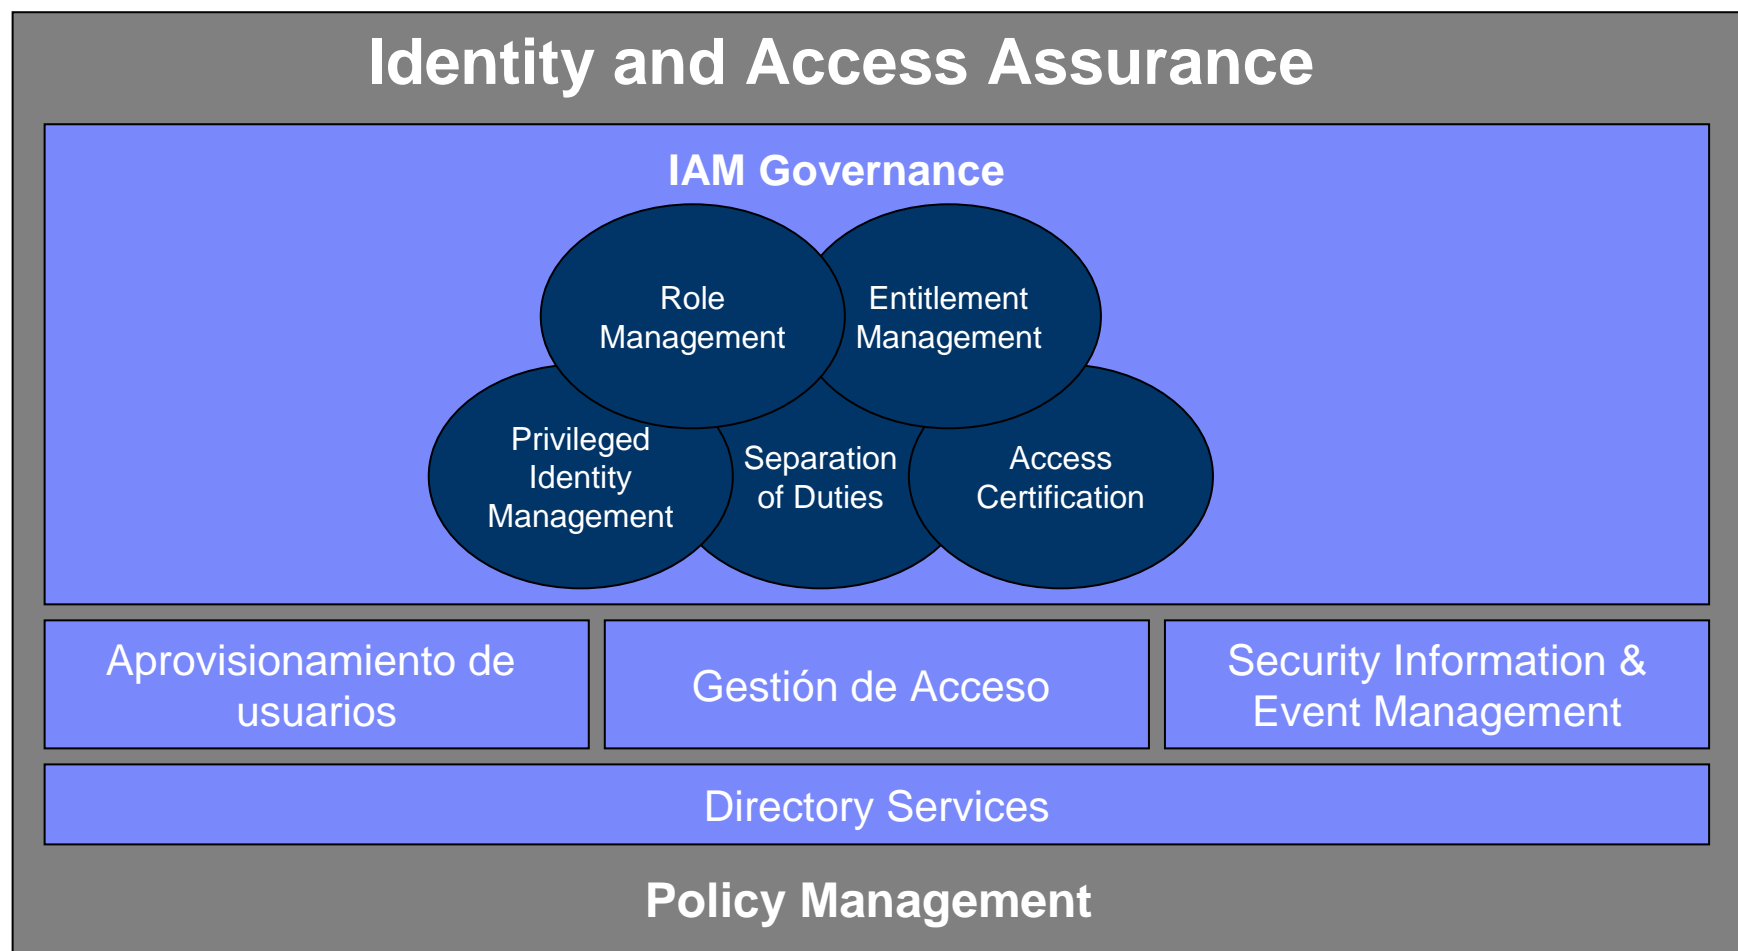 Identity and Access Assurance
IAM Governance
Role
Management
Entitlement
Management
Privileged
Identity
Management
Separation
of Duties
Access
Certification
Aprovisionamiento de
usuarios
Gestión de Acceso
Security Information &
Event Management
Directory Services
Policy Management